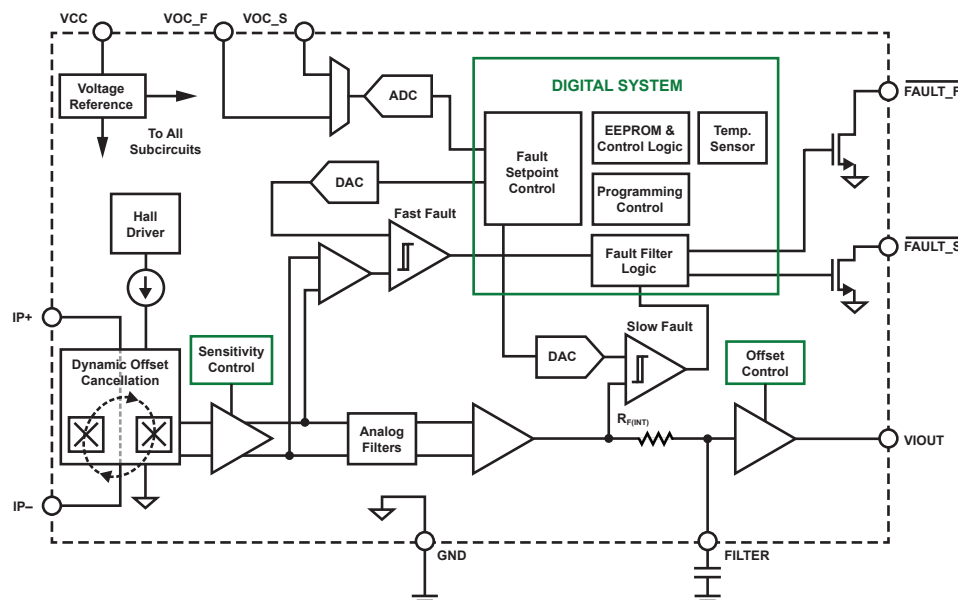 VCC
VOC_F
VOC_S
Voltage
Reference
To All
Subcircuits
ADC
DIGITAL SYSTEM
Fault
Setpoint
Control
EEPROM &
Control Logic
Temp.
Sensor
Programming
Control
Fault Filter
Logic
FAULT_F
DAC
Fast Fault
Hall
Driver
FAULT_S
IP+
Dynamic Offset
Cancellation
Sensitivity
Control
DAC
Slow Fault
Offset
Control
RF(INT)
Analog
Filters
VIOUT
IP–
GND
FILTER